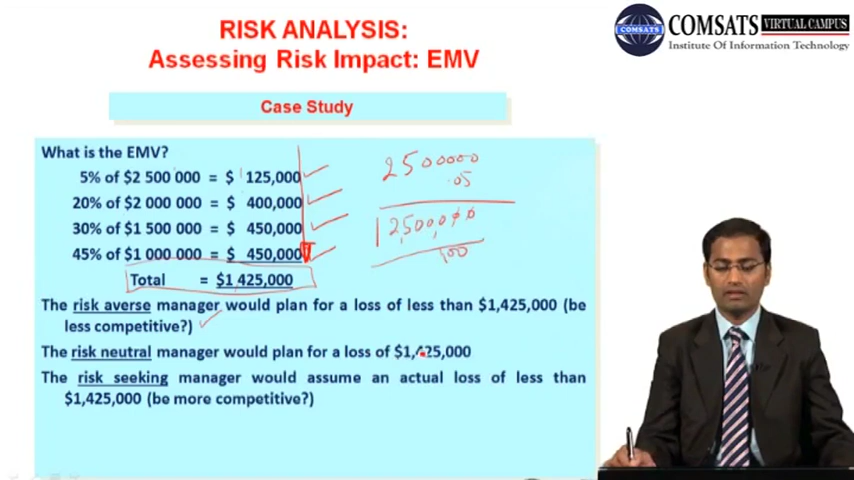 RISK ANALYSIS:
Assessing Risk Impact: EMV
COMSATS
COMSATS VIRTUAL CAMPUS
Institute Of Information Technology
Case Study
What is the EMV?
5% of $2 500 000 = $ 125,000
20% of $2 000 000 = $ 400,000
30% of $1 500 000 = $ 450,000
45% of $1 000 000 = $ 450,000
Total = $1,425,000
2500000
.05
12500000
100
The risk averse manager would plan for a loss of less than $1,425,000 (be
less competitive?)
The risk neutral manager would plan for a loss of $1,425,000
The risk seeking manager would assume an actual loss of less than
$1,425,000 (be more competitive?)